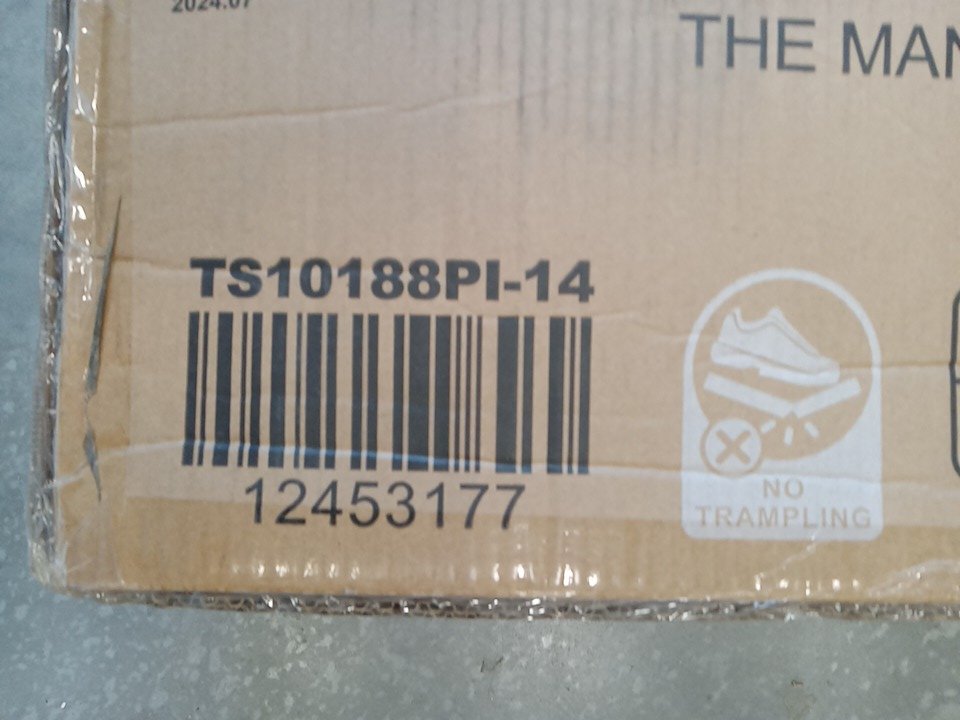 2024.07
THE MAN
TS10188PI-14
12453177
NO
TRAMPLING